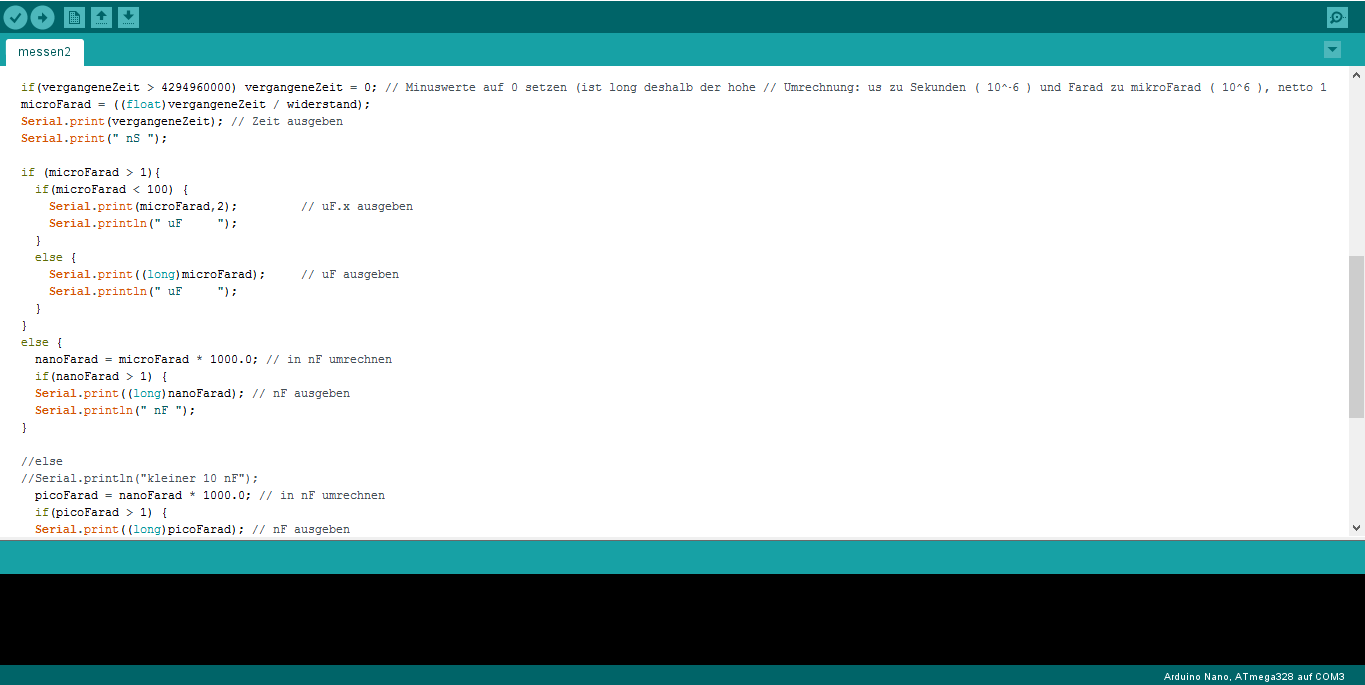 messen2
if(vergangeneZeit > 4294960000) vergangeneZeit = 0; // Minuswerte auf 0 setzen (ist long deshalb der hohe // Umrechnung: us zu Sekunden ( 10^-6 ) und Farad zu mikroFarad ( 10^6 ), netto 1
microFarad = ((float)vergangeneZeit / widerstand);
Serial.print(vergangeneZeit); // Zeit ausgeben
Serial.print(" nS ");
if (microFarad > 1){
if(microFarad < 100) {
Serial.print(microFarad,2); // uF.x ausgeben
Serial.println(" uF     ");
}
else {
Serial.print((long)microFarad); // uF ausgeben
Serial.println(" uF     ");
}
}
else {
nanoFarad = microFarad * 1000.0; // in nF umrechnen
if(nanoFarad > 1) {
Serial.print((long)nanoFarad); // nF ausgeben
Serial.println(" nF ");
}
//else
//Serial.println("kleiner 10 nF");
picoFarad = nanoFarad * 1000.0; // in nF umrechnen
if(picoFarad > 1) {
Serial.print((long)picoFarad); // nF ausgeben
Arduino Nano, ATmega328 auf COM3